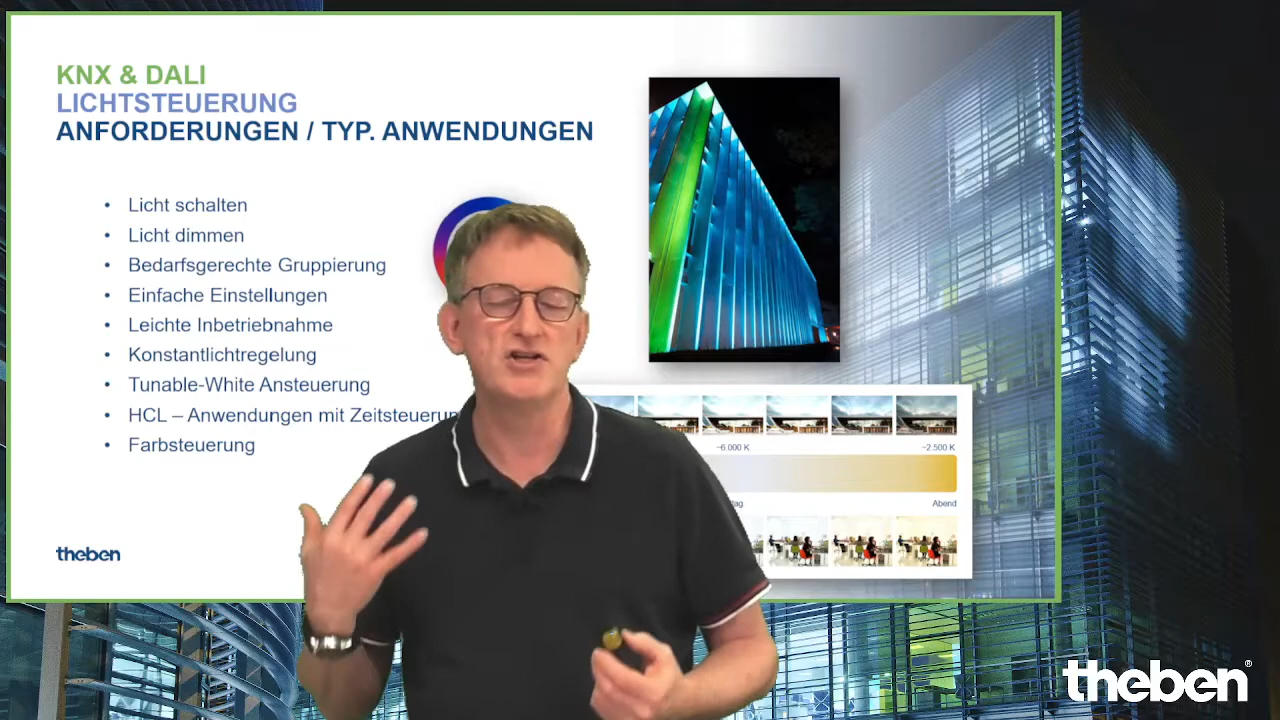 KNX & DALI
LICHTSTEUERUNG
ANFORDERUNGEN / TYP. ANWENDUNGEN
• Licht schalten
• Licht dimmen
• Bedarfsgerechte Gruppierung
• Einfache Einstellungen
• Leichte Inbetriebnahme
• Konstantlichtregelung
• Tunable-White Ansteuerung
• HCL – Anwendungen mit Zeitsteuerun
• Farbsteuerung
~6.000 K
~2.500 K
Abend
theben
theben®